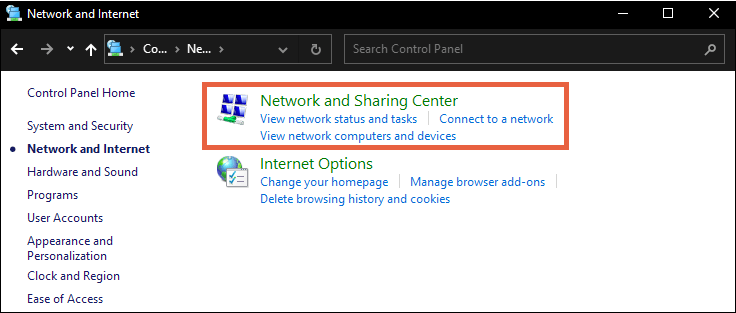 Network and Internet
Co... Ne...
Search Control Panel
Control Panel Home
System and Security
Network and Internet
Hardware and Sound
Programs
User Accounts
Appearance and
Personalization
Clock and Region
Ease of Access
Network and Sharing Center
View network status and tasks
Connect to a network
View network computers and devices
Internet Options
Change your homepage
Manage browser add-ons
Delete browsing history and cookies